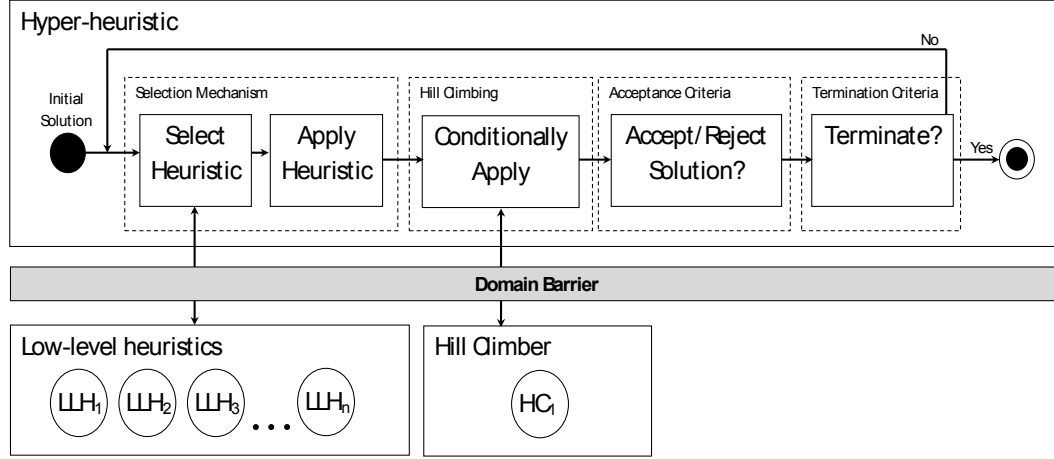 Hyper-heuristic
No
Initial
Solution
Selection Mechanism
Hill Climbing
Acceptance Criteria
Termination Criteria
Select
Heuristic
Apply
Heuristic
Conditionally
Apply
Accept/Reject
Solution?
Terminate?
Yes
Domain Barrier
Low-level heuristics
Hill Climber
LLH₁ LLH₂ LLH₃ ... LLHₙ
HC₁